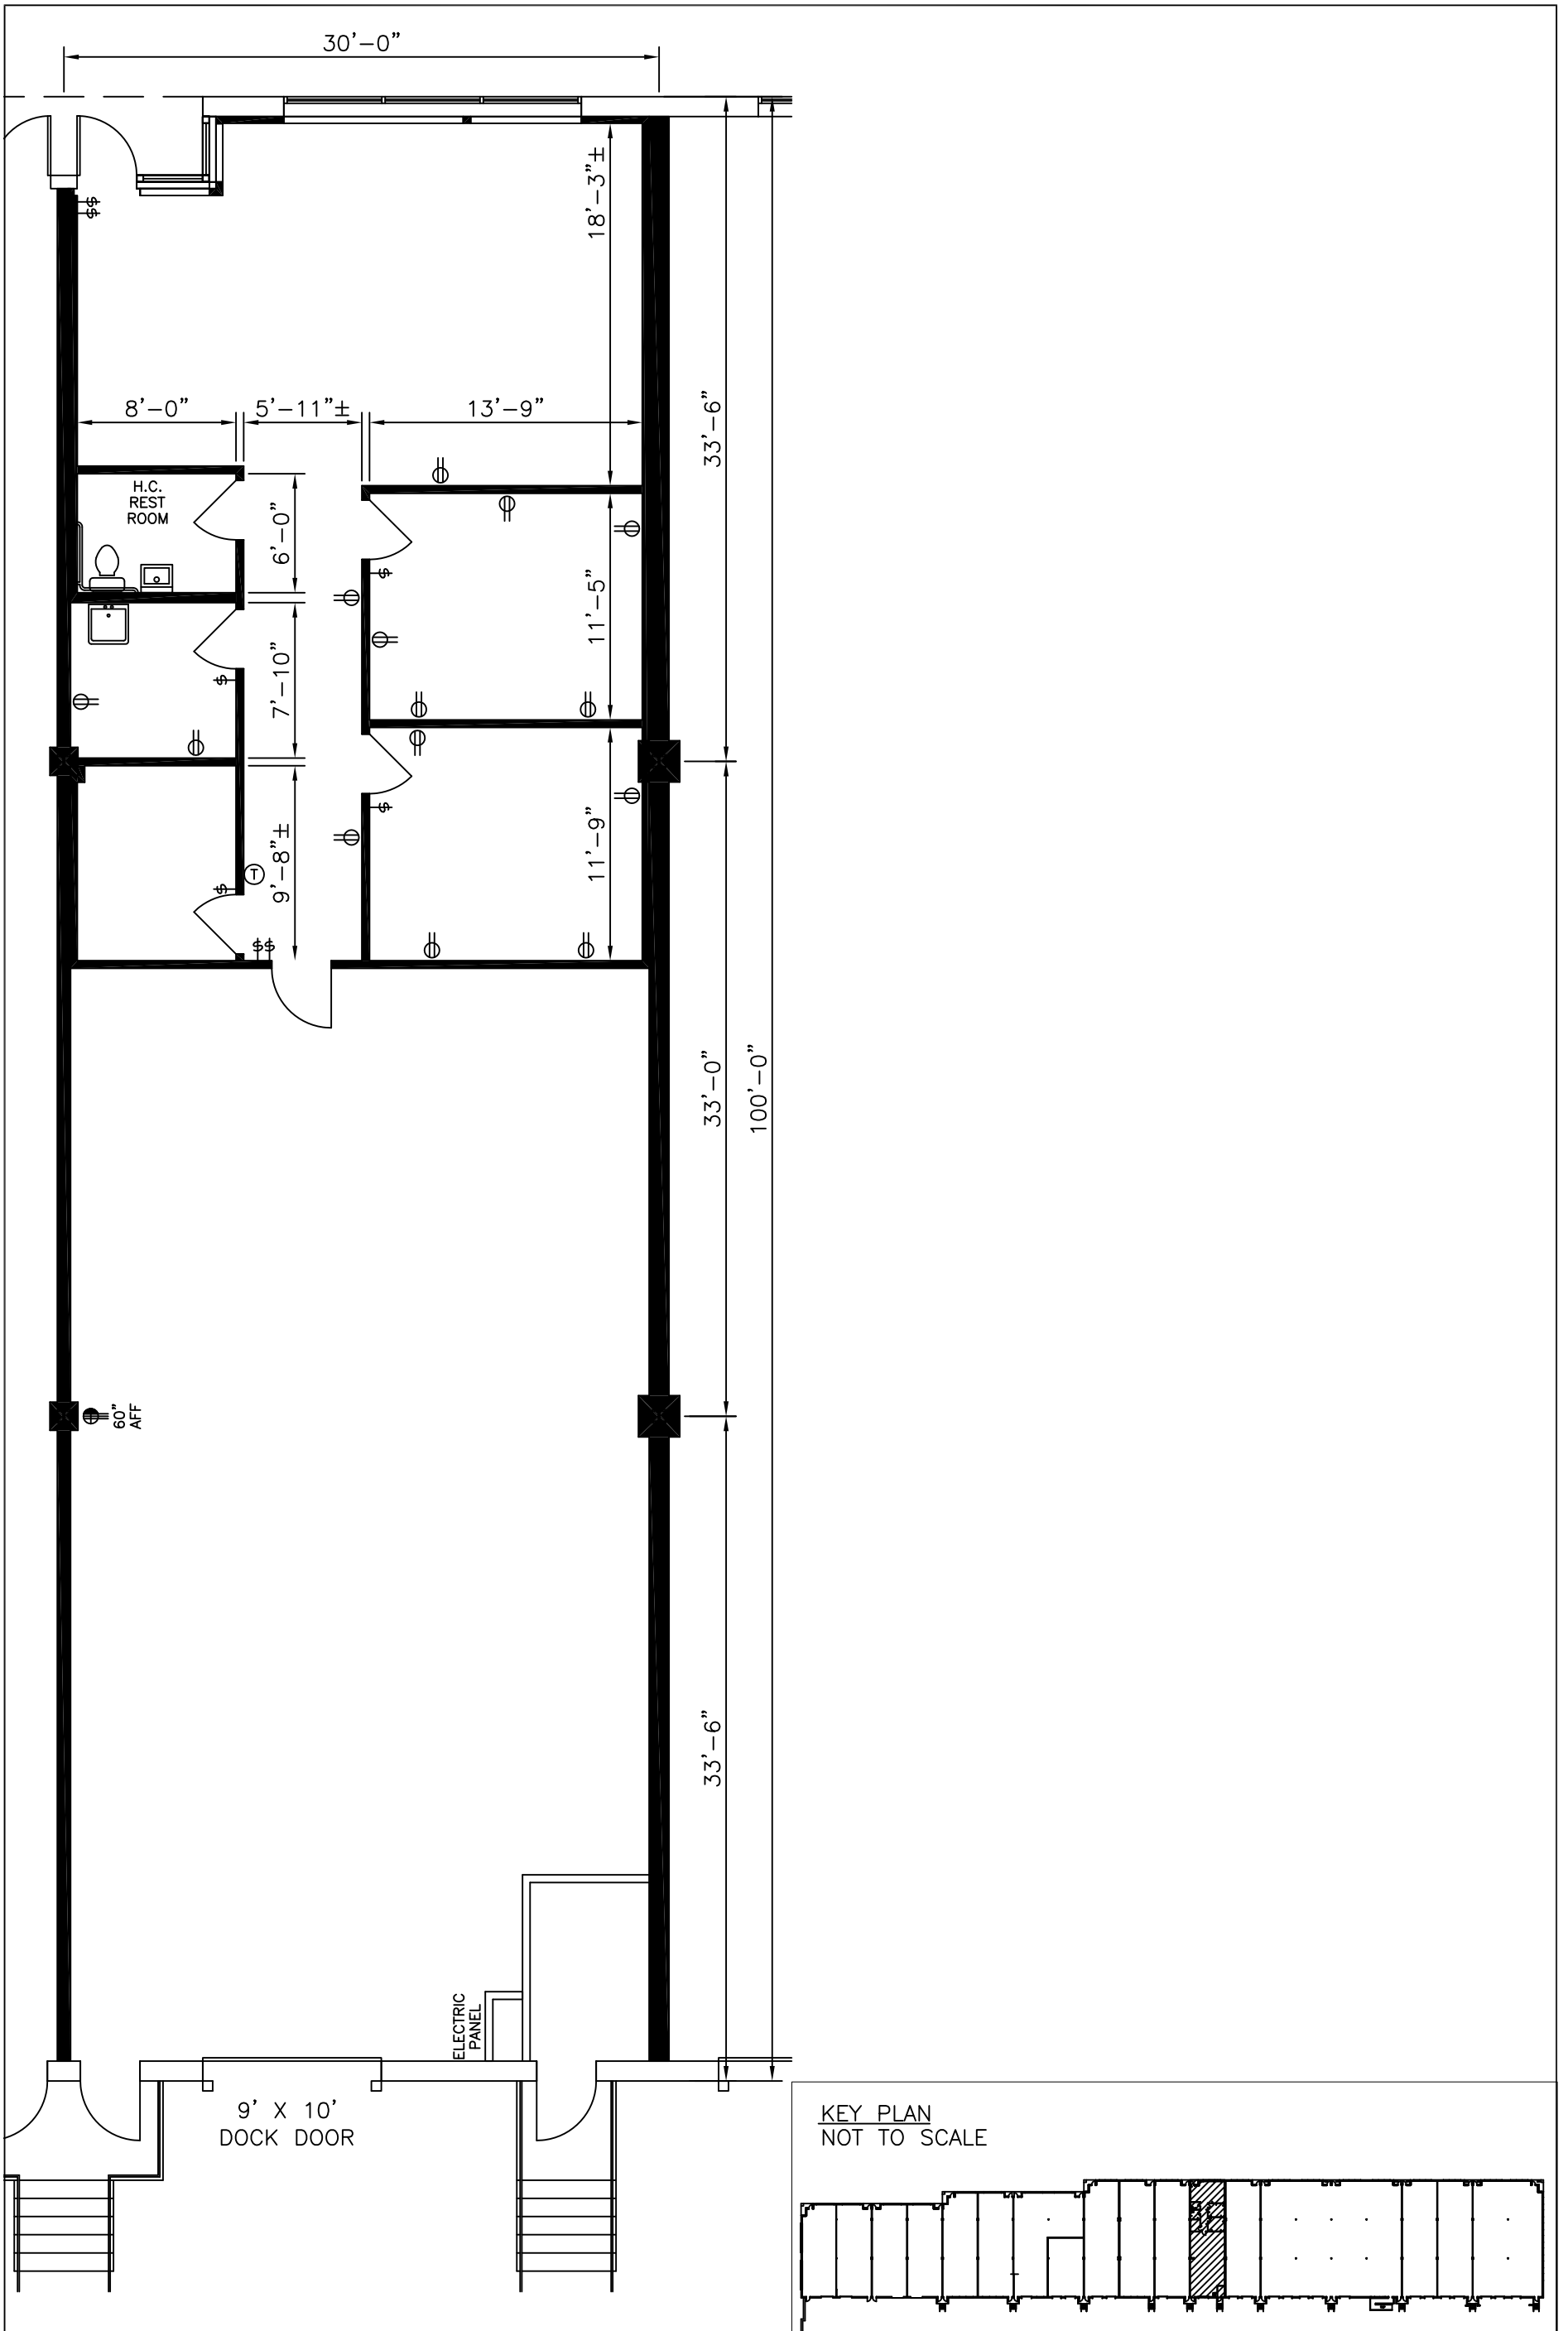 30'-0"
18'-3"±
8'-0"
5'-11"±
13'-9"
33'-6"
H.C.
REST
ROOM
6'-0"
11'-5"
7'-10"
$
$
$
$
$
$
11'-9"
9'-8"±
T
$
$
33'-0"
100'-0"
60"
AFF
33'-6"
ELECTRIC
PANEL
9' X 10'
DOCK DOOR
KEY PLAN
NOT TO SCALE